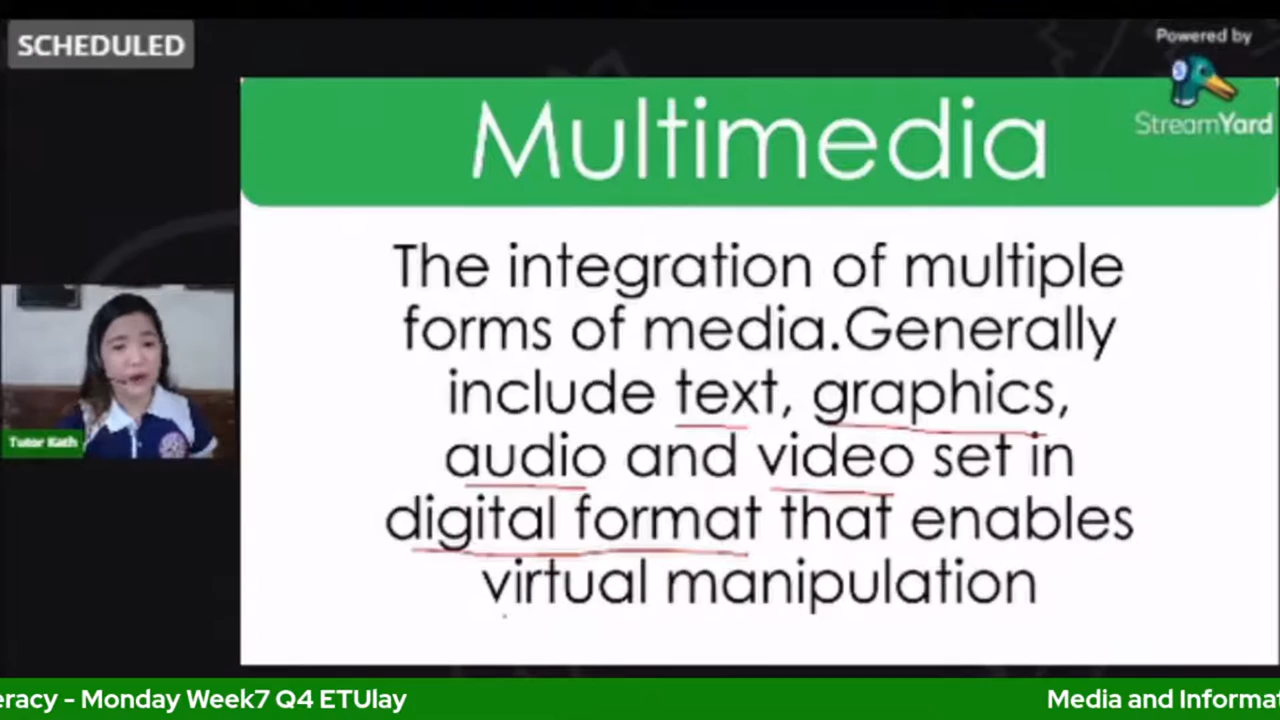 SCHEDULED
Powered by
StreamYard
Multimedia
The integration of multiple
forms of media.Generally
include text, graphics,
audio and video set in
digital format that enables
virtual manipulation
Tutor Kath
eracy - Monday Week7 Q4 ETUlay
Media and Informat